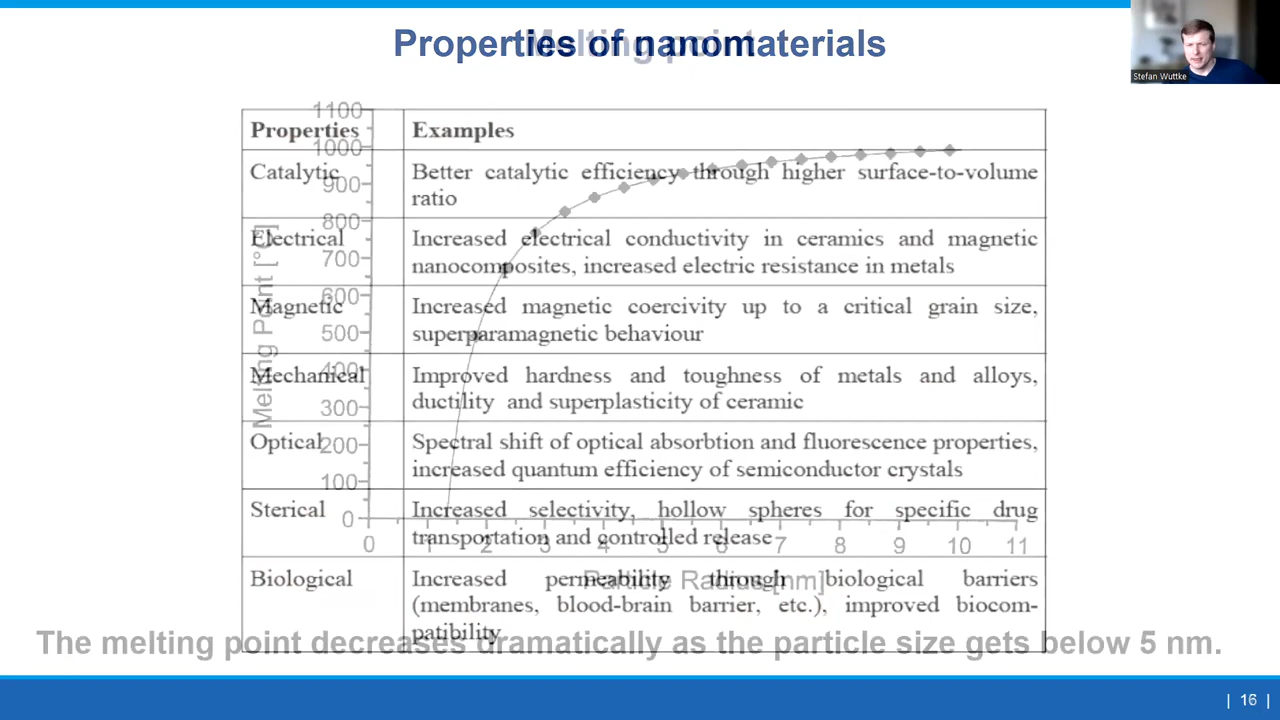 Properties of nanomaterials
Melting point
Stefan Wuttke
Properties Examples
Catalytic Better catalytic efficiency through higher surface-to-volume
ratio
Electrical Increased electrical conductivity in ceramics and magnetic
nanocomposites, increased electric resistance in metals
Magnetic Increased magnetic coercivity up to a critical grain size,
superparamagnetic behaviour
Mechanical Improved hardness and toughness of metals and alloys,
ductility and superplasticity of ceramic
Optical Spectral shift of optical absorbtion and fluorescence properties,
increased quantum efficiency of semiconductor crystals
Sterical Increased selectivity, hollow spheres for specific drug
transportation and controlled release
Biological Increased permeability through biological barriers
(membranes, blood-brain barrier, etc.), improved biocom-
patibility
Melting Point [°C]
1100
1000
900
800
700
600
500
400
300
200
100
0
0 1 2 3 4 5 6 7 8 9 10 11
Particle Radius [nm]
The melting point decreases dramatically as the particle size gets below 5 nm.
| 16 |